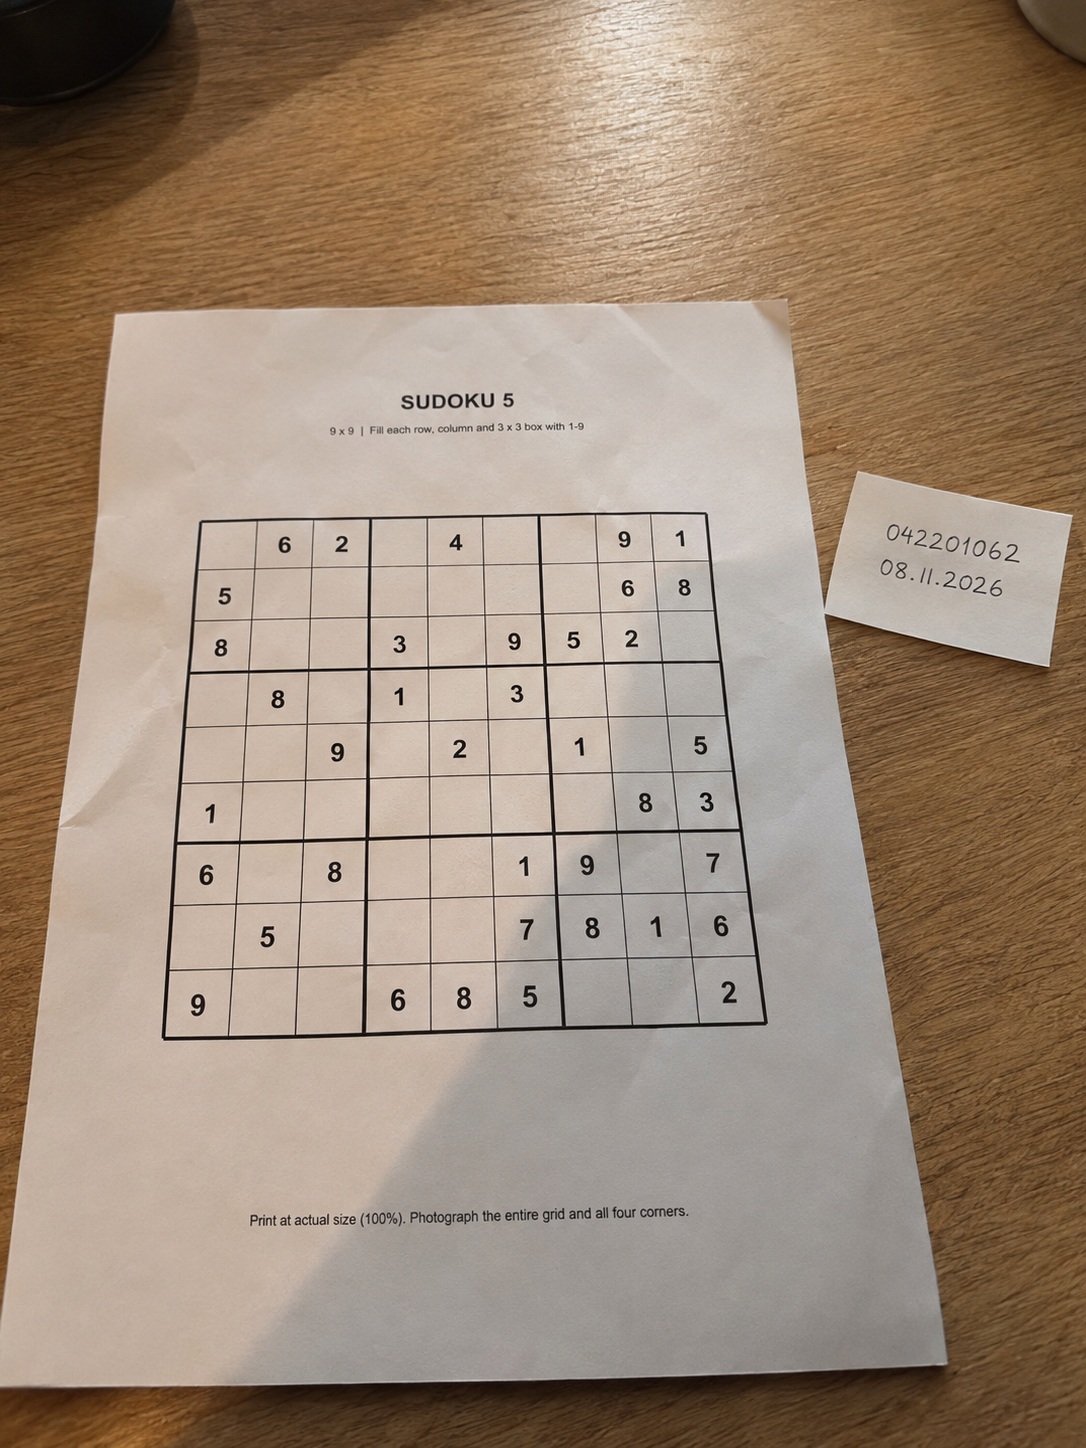 SUDOKU 5
9 x 9 | Fill each row, column and 3 x 3 box with 1-9
6 2 4 9 1
5 6 8
8 3 9 5 2
8 1 3
9 2 1 5
1 8 3
6 8 1 9 7
5 7 8 1 6
9 6 8 5 2
Print at actual size (100%). Photograph the entire grid and all four corners.
042201062
08.11.2026